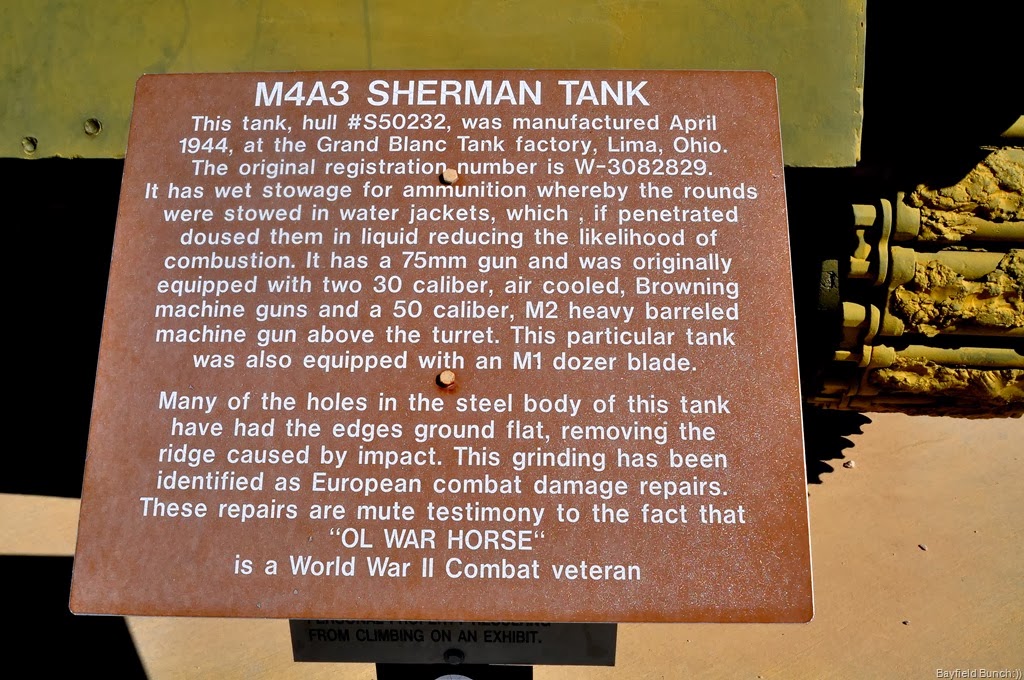 M4A3 SHERMAN TANK
This tank, hull #S50232, was manufactured April
1944, at the Grand Blanc Tank factory, Lima, Ohio.
The original registration number is W-3082829.
It has wet stowage for ammunition whereby the rounds
were stowed in water jackets, which , if penetrated
doused them in liquid reducing the likelihood of
combustion. It has a 75mm gun and was originally
equipped with two 30 caliber, air cooled, Browning
machine guns and a 50 caliber, M2 heavy barreled
machine gun above the turret. This particular tank
was also equipped with an M1 dozer blade.
Many of the holes in the steel body of this tank
have had the edges ground flat, removing the
ridge caused by impact. This grinding has been
identified as European combat damage repairs.
These repairs are mute testimony to the fact that
"OL WAR HORSE"
is a World War II Combat veteran
PERSONAL PROPERTY RESULTING
FROM CLIMBING ON AN EXHIBIT.
Bayfield Bunch:))